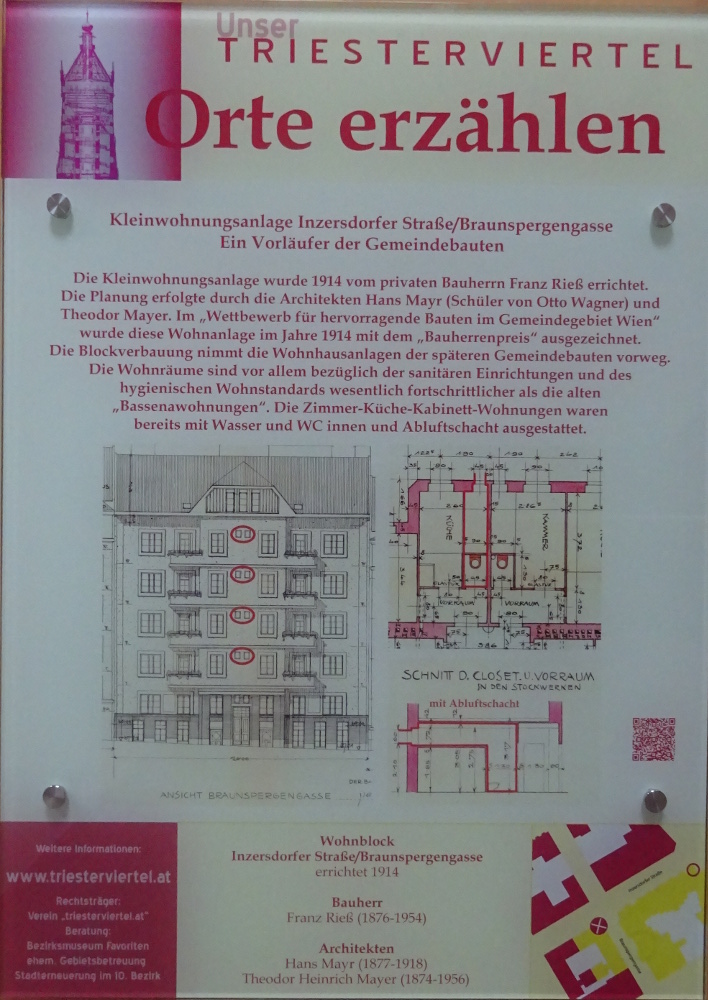 Unser
TRIESTERVIERTEL
Orte erzählen
Kleinwohnungsanlage Inzersdorfer Straße/Braunspergengasse
Ein Vorläufer der Gemeindebauten
Die Kleinwohnungsanlage wurde 1914 vom privaten Bauherrn Franz Rieß errichtet.
Die Planung erfolgte durch die Architekten Hans Mayr (Schüler von Otto Wagner) und
Theodor Mayer. Im „Wettbewerb für hervorragende Bauten im Gemeindegebiet Wien“
wurde diese Wohnanlage im Jahre 1914 mit dem „Bauherrenpreis“ ausgezeichnet.
Die Blockverbauung nimmt die Wohnhausanlagen der späteren Gemeindebauten vorweg.
Die Wohnräume sind vor allem bezüglich der sanitären Einrichtungen und des
hygienischen Wohnstandards wesentlich fortschrittlicher als die alten
„Bassenawohnungen“. Die Zimmer-Küche-Kabinett-Wohnungen waren
bereits mit Wasser und WC innen und Abluftschacht ausgestattet.
KÜCHE
KAMMER
VORRAUM
VORRAUM
SCHNITT D. CLOSET. U. VORRAUM
IN DEN STOCKWERKEN
mit Abluftschacht
ANSICHT BRAUNSPERGENGASSE
Weitere Informationen:
www.triesterviertel.at
Rechtsträger:
Verein „triesterviertel.at“
Beratung:
Bezirksmuseum Favoriten
ehem. Gebietsbetreuung
Stadterneuerung im 10. Bezirk
Wohnblock
Inzersdorfer Straße/Braunspergengasse
errichtet 1914
Bauherr
Franz Rieß (1876-1954)
Architekten
Hans Mayr (1877-1918)
Theodor Heinrich Mayer (1874-1956)
Inzersdorfer Straße
Braunspergengasse